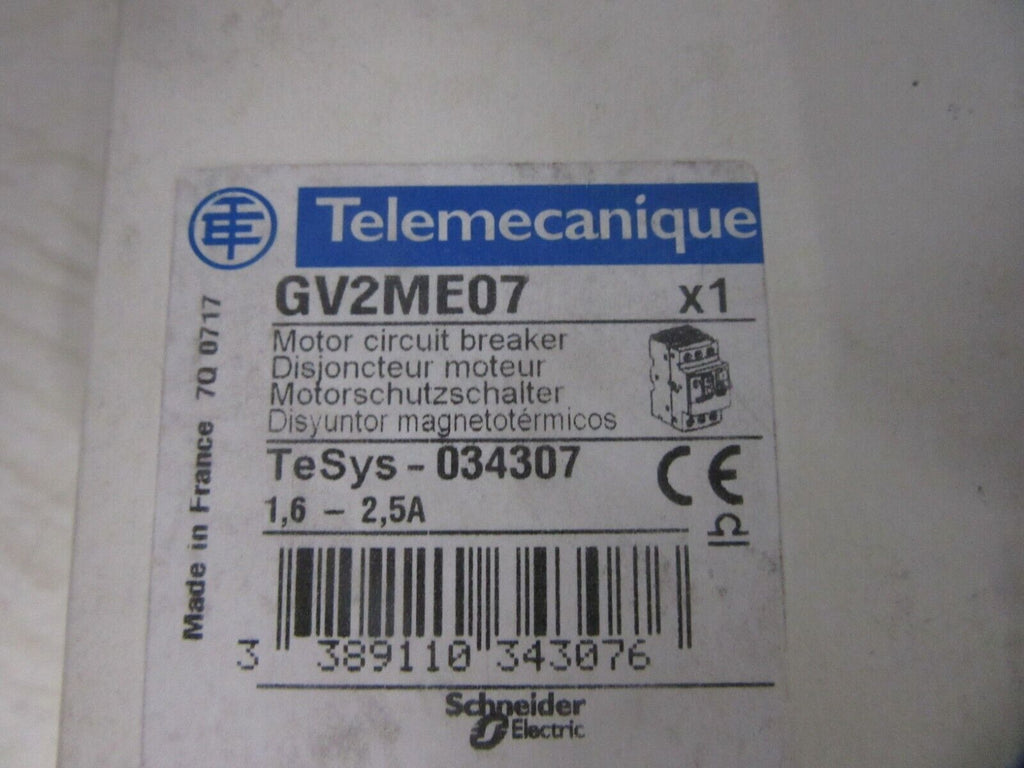 Telemecanique
GV2ME07 x1
Motor circuit breaker
Disjoncteur moteur
Motorschutzschalter
Disyuntor magnetotérmicos
TeSys - 034307
1,6 - 2,5A
CE
Made in France 7Q 0717
3 389110 343076
Schneider
Electric